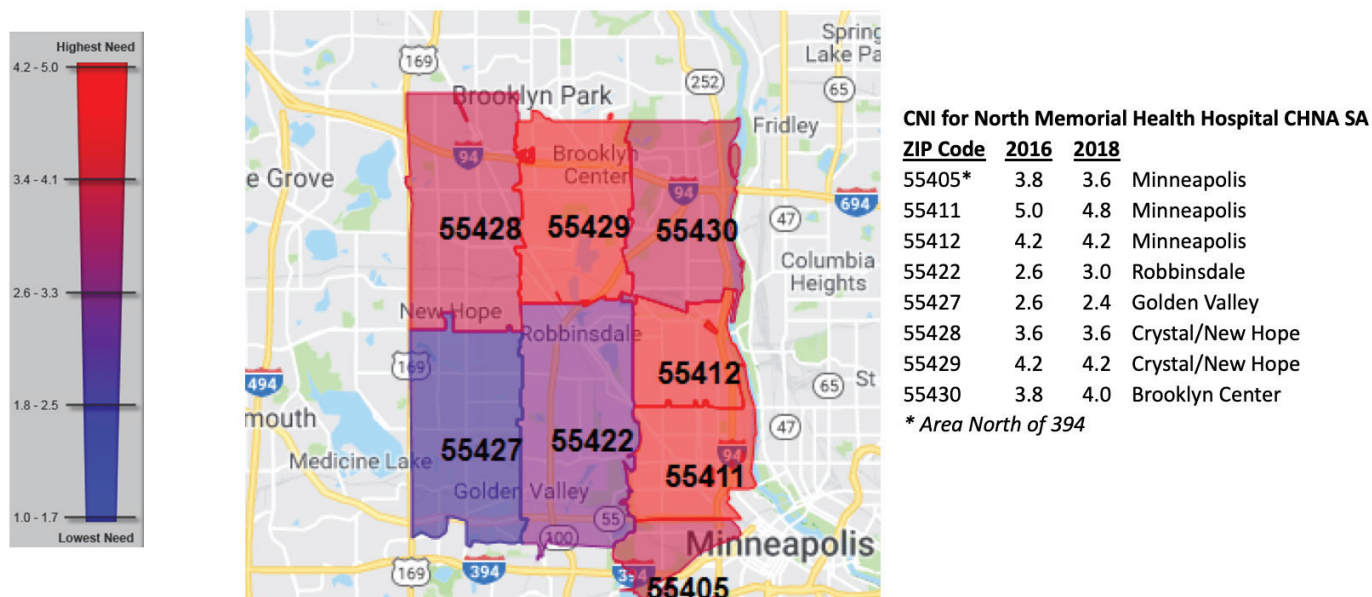 Highest Need
4.2 - 5.0
3.4 - 4.1
2.6 - 3.3
1.8 - 2.5
1.0 - 1.7
Lowest Need
Spring
Lake Pa
169
252
65
Brooklyn Park
Fridley
94
Brooklyn
Center
e Grove
94
694
47
55428
55429
55430
Columbia
Heights
New Hope
Robbinsdale
169
494
55412
65
St
mouth
47
55427
55422
94
Medicine Lake
55411
Golden Valley
55
100
Minneapolis
169
394
394
55405
CNI for North Memorial Health Hospital CHNA SA
ZIP Code 2016 2018
55405* 3.8 3.6 Minneapolis
55411 5.0 4.8 Minneapolis
55412 4.2 4.2 Minneapolis
55422 2.6 3.0 Robbinsdale
55427 2.6 2.4 Golden Valley
55428 3.6 3.6 Crystal/New Hope
55429 4.2 4.2 Crystal/New Hope
55430 3.8 4.0 Brooklyn Center
* Area North of 394